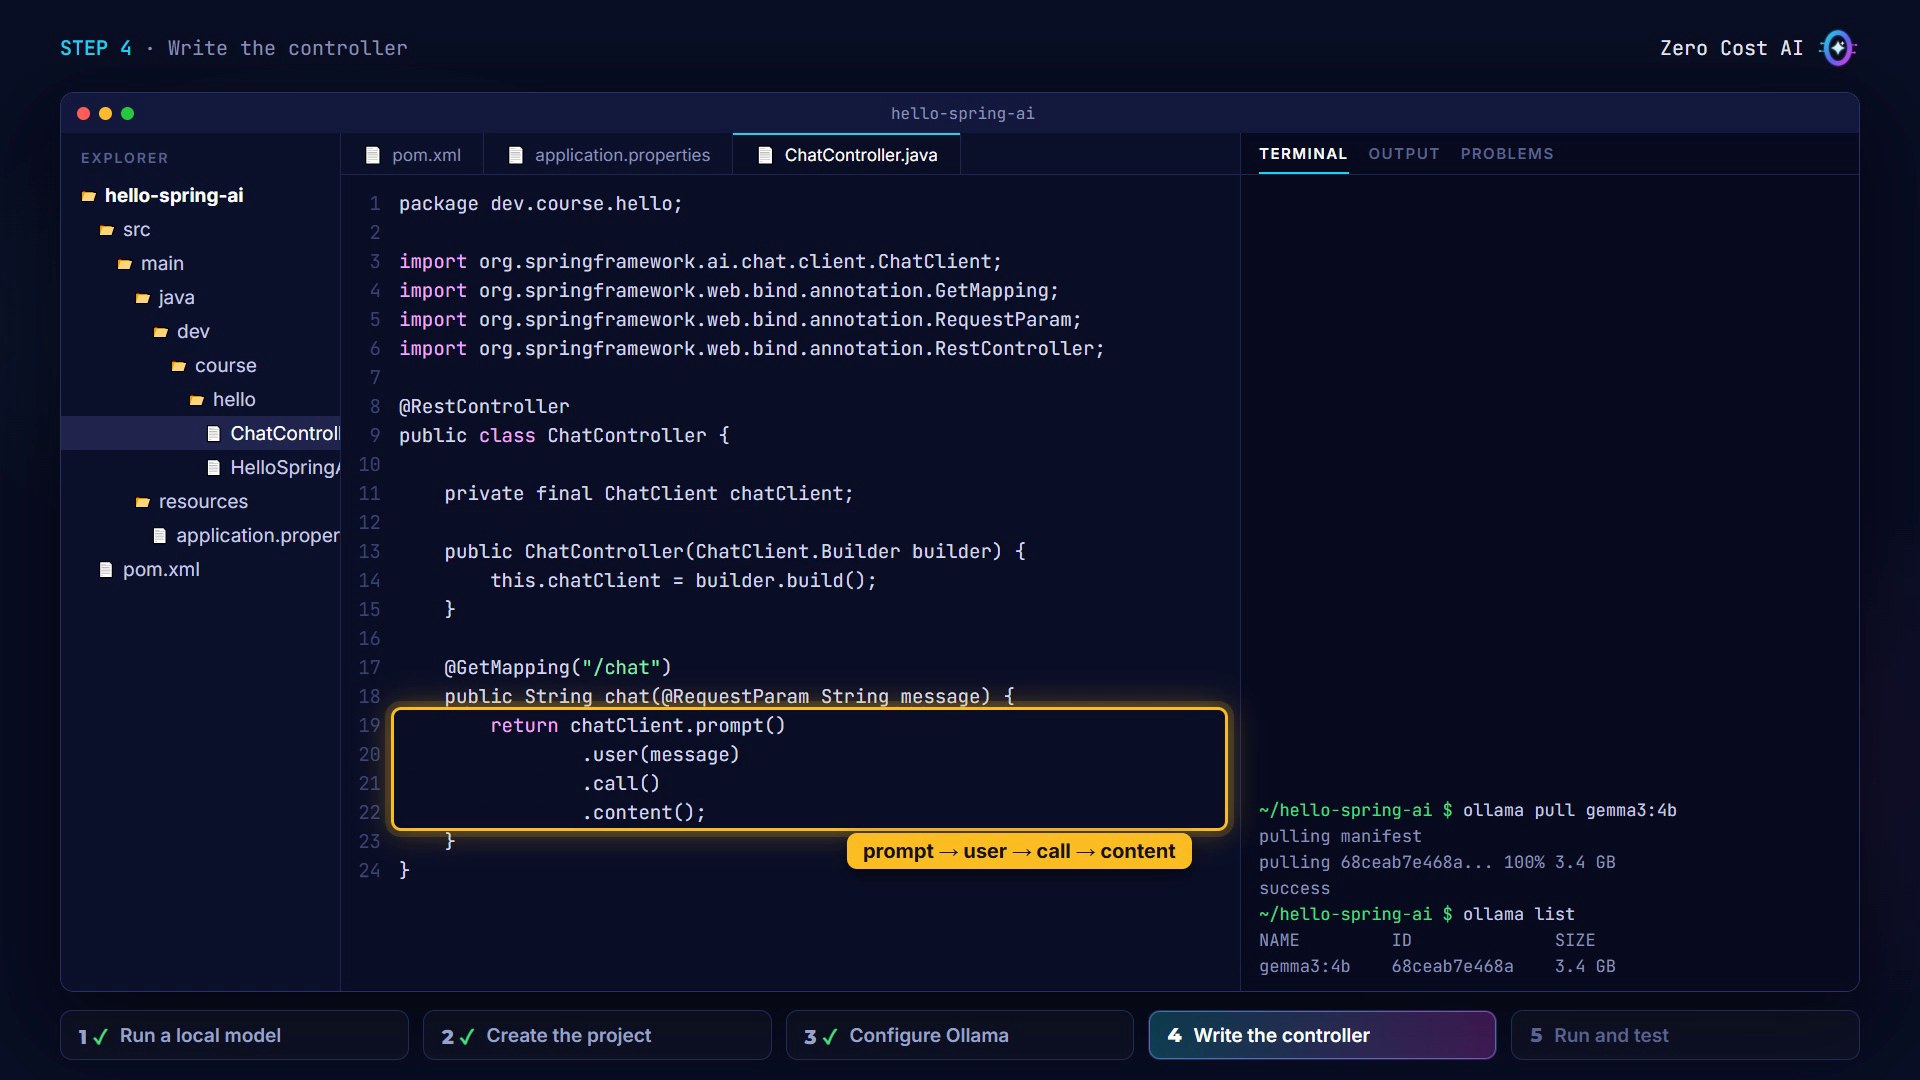 STEP 4 · Write the controller
Zero Cost AI
hello-spring-ai
EXPLORER
hello-spring-ai
src
main
java
dev
course
hello
ChatControll
HelloSpringA
resources
application.proper
pom.xml
pom.xml
application.properties
ChatController.java
1 package dev.course.hello;
2
3 import org.springframework.ai.chat.client.ChatClient;
4 import org.springframework.web.bind.annotation.GetMapping;
5 import org.springframework.web.bind.annotation.RequestParam;
6 import org.springframework.web.bind.annotation.RestController;
7
8 @RestController
9 public class ChatController {
10
11     private final ChatClient chatClient;
12
13     public ChatController(ChatClient.Builder builder) {
14         this.chatClient = builder.build();
15     }
16
17     @GetMapping("/chat")
18     public String chat(@RequestParam String message) {
19         return chatClient.prompt()
20                 .user(message)
21                 .call()
22                 .content();
23     }
24 }
prompt → user → call → content
TERMINAL OUTPUT PROBLEMS
~/hello-spring-ai $ ollama pull gemma3:4b
pulling manifest
pulling 68ceab7e468a... 100% 3.4 GB
success
~/hello-spring-ai $ ollama list
NAME ID SIZE
gemma3:4b 68ceab7e468a 3.4 GB
1 ✓ Run a local model
2 ✓ Create the project
3 ✓ Configure Ollama
4 Write the controller
5 Run and test